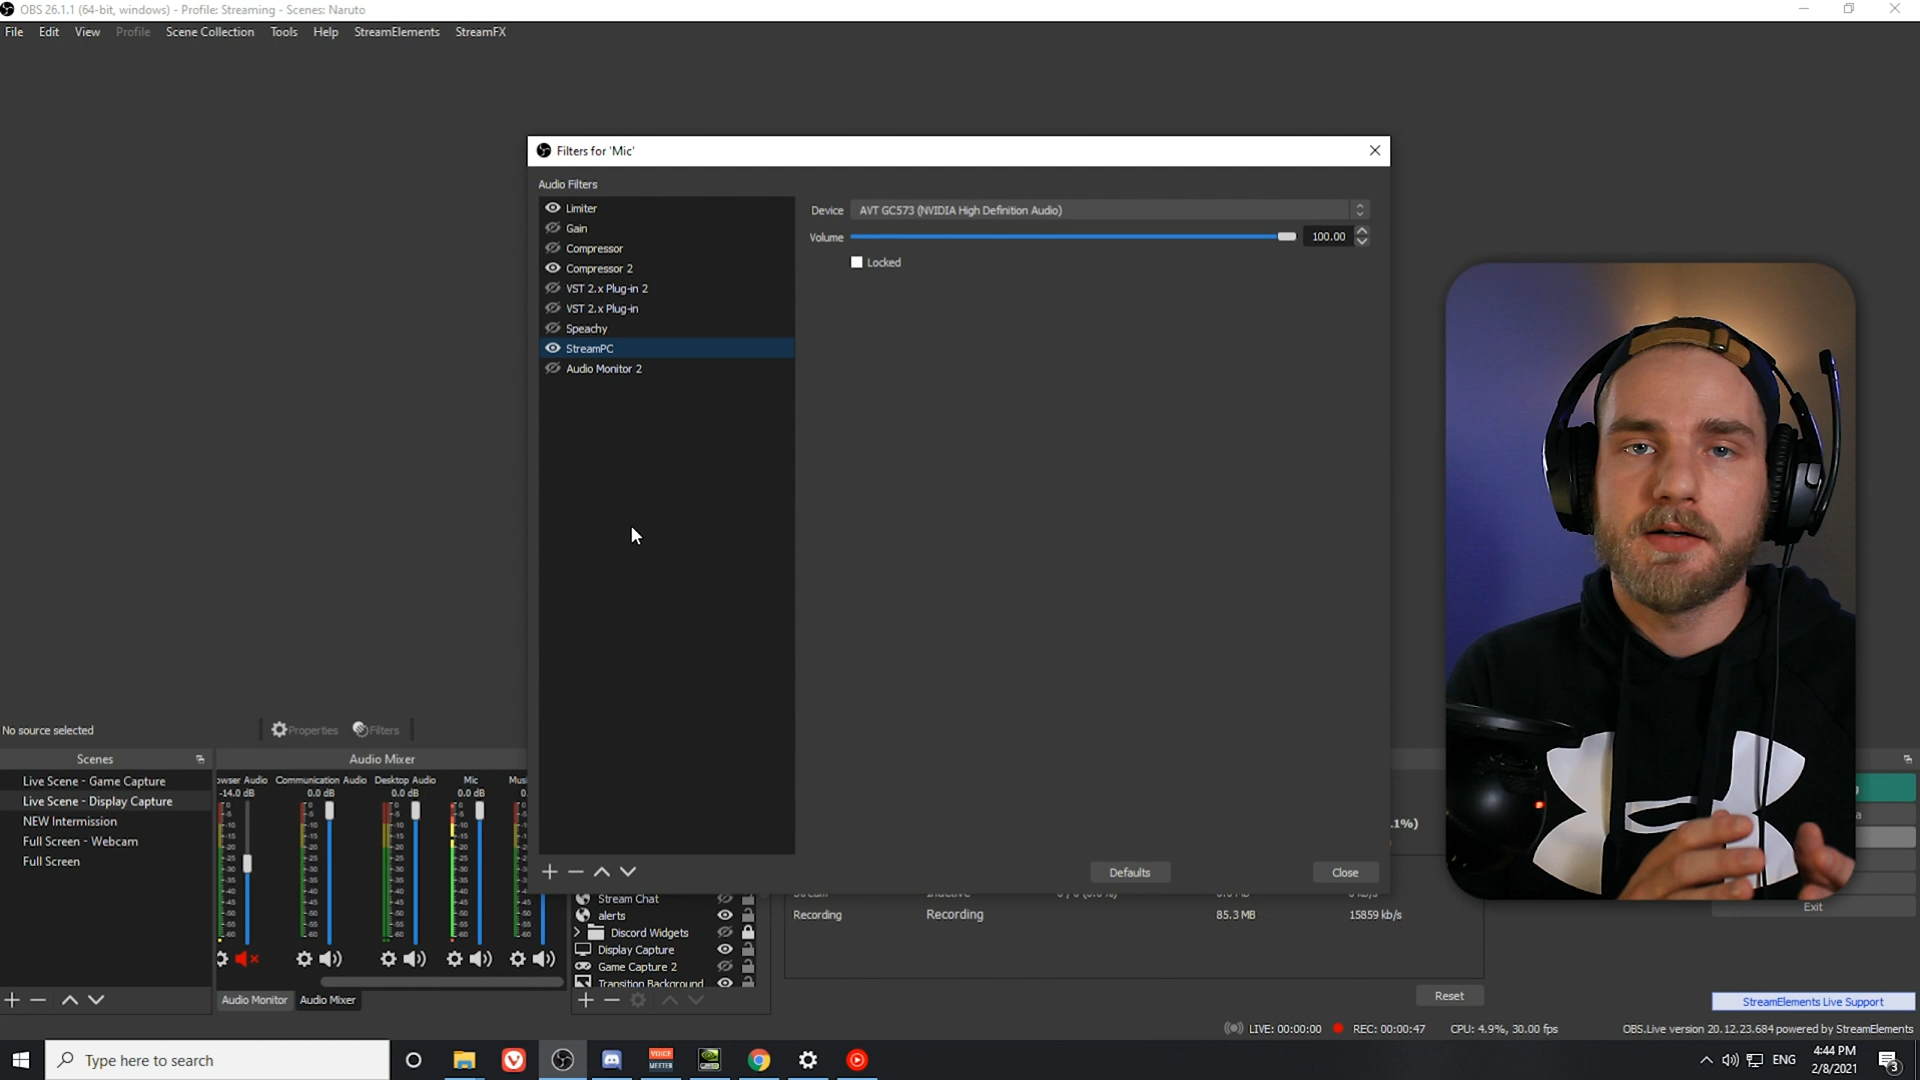 OBS 26.1.1 (64-bit, windows) - Profile: Streaming - Scenes: Naruto
File Edit View Profile Scene Collection Tools Help StreamElements StreamFX
Filters for 'Mic'
Audio Filters
Limiter
Gain
Compressor
Compressor 2
VST 2.x Plug-in 2
VST 2.x Plug-in
Speachy
StreamPC
Audio Monitor 2
Device AVT GC573 (NVIDIA High Definition Audio)
Volume 100.00
Locked
Defaults Close
No source selected
Properties Filters
Scenes
Live Scene - Game Capture
Live Scene - Display Capture
NEW Intermission
Full Screen - Webcam
Full Screen
Audio Mixer
owser Audio Communication Audio Desktop Audio Mic Mus
-14.0 dB 0.0 dB 0.0 dB 0.0 dB 0.
Audio Monitor Audio Mixer
Stream Chat
alerts
Discord Widgets
Display Capture
Game Capture 2
Transition Background
.1%)
Recording Recording 85.3 MB 15859 kb/s
Reset
Exit
StreamElements Live Support
LIVE: 00:00:00 REC: 00:00:47 CPU: 4.9%, 30.00 fps OBS.Live version 20.12.23.684 powered by StreamElements
Type here to search
VOICE
MEETER
ENG
4:44 PM
2/8/2021
3